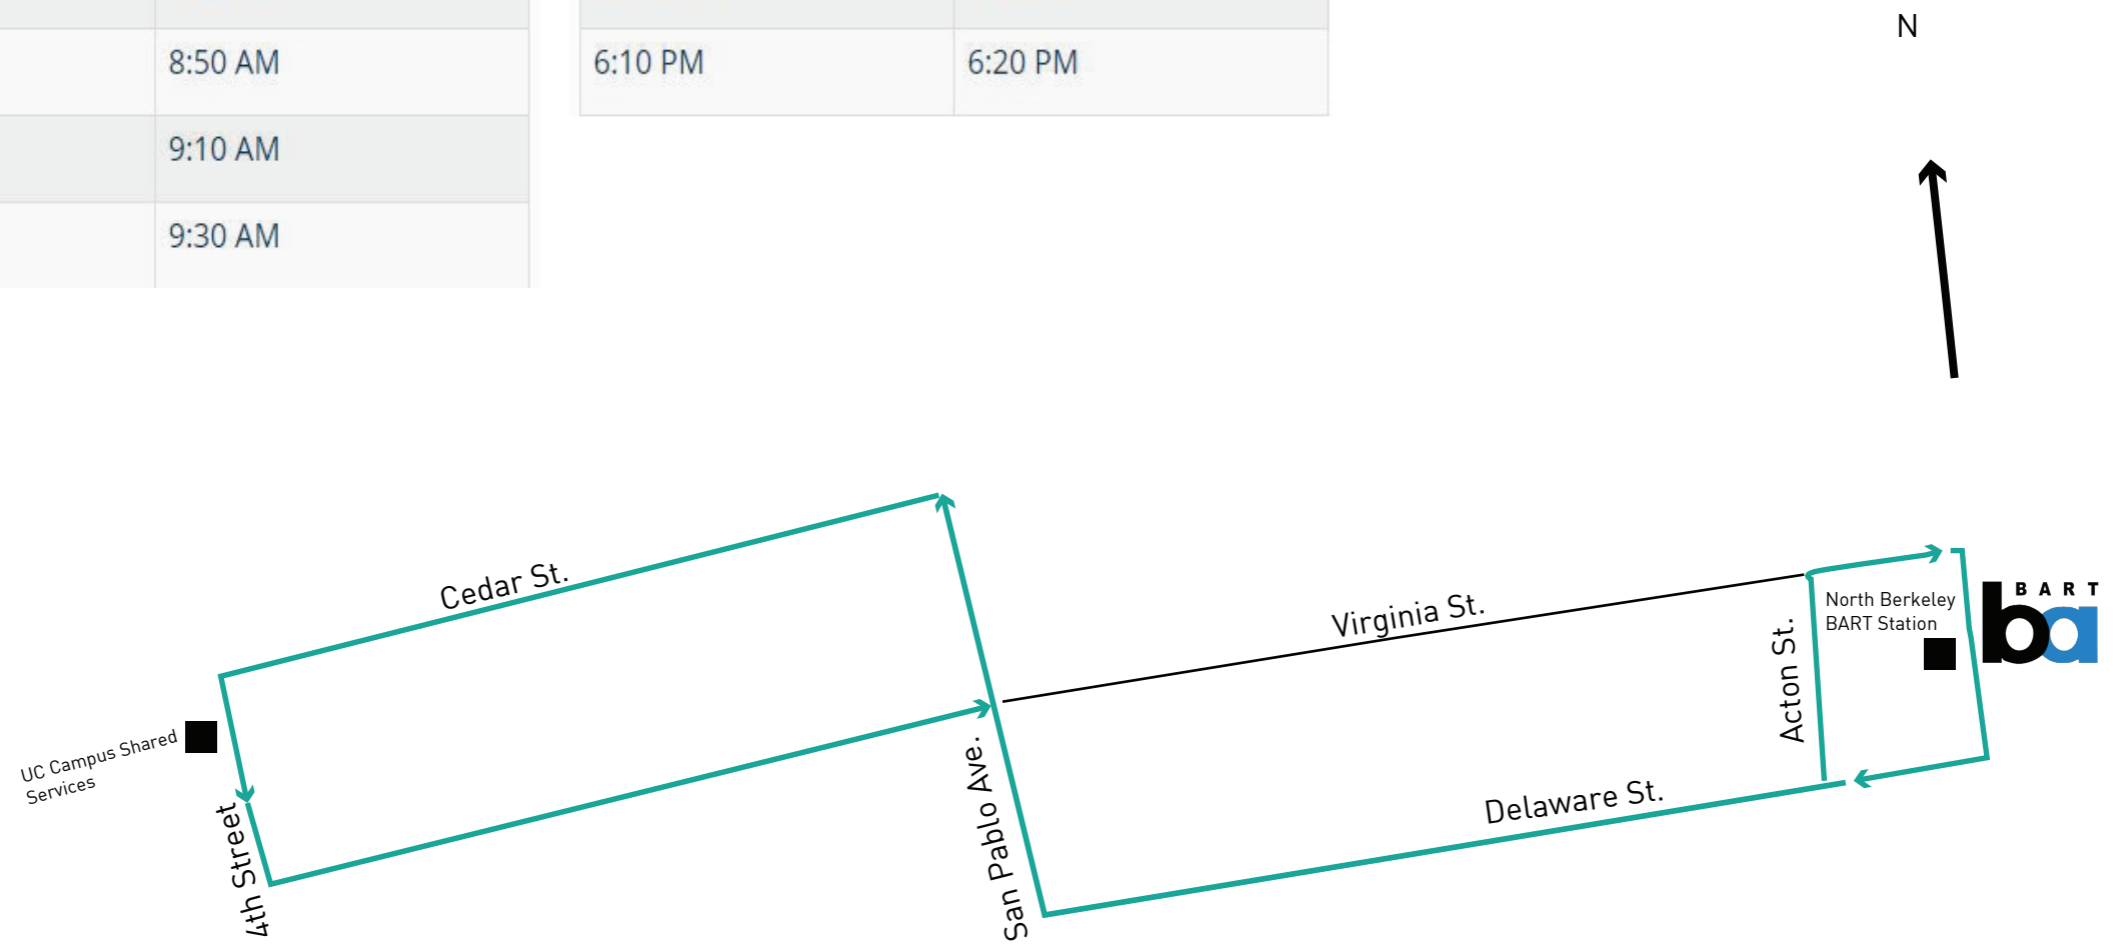 8:50 AM
6:10 PM
6:20 PM
N
9:10 AM
9:30 AM
Cedar St.
Virginia St.
BART
ba
North Berkeley
BART Station
Acton St.
UC Campus Shared
Services
4th Street
San Pablo Ave.
Delaware St.